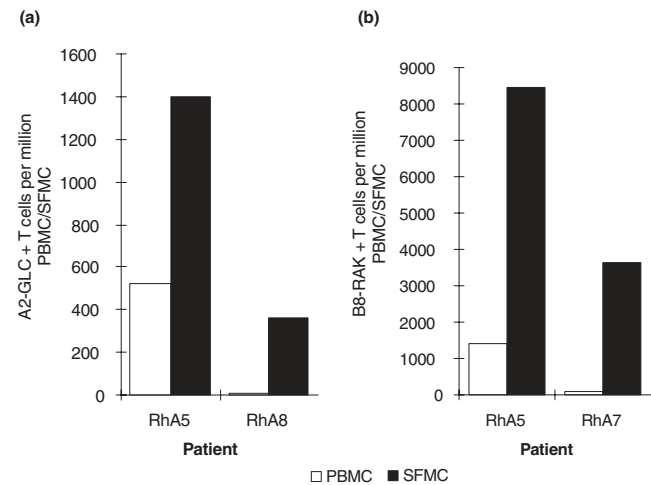 (a)
A2-GLC + T cells per million
PBMC/SFMC
1600
1400
1200
1000
800
600
400
200
0
RhA5
RhA8
Patient
(b)
B8-RAK + T cells per million
PBMC/SFMC
9000
8000
7000
6000
5000
4000
3000
2000
1000
0
RhA5
RhA7
Patient
PBMC
SFMC